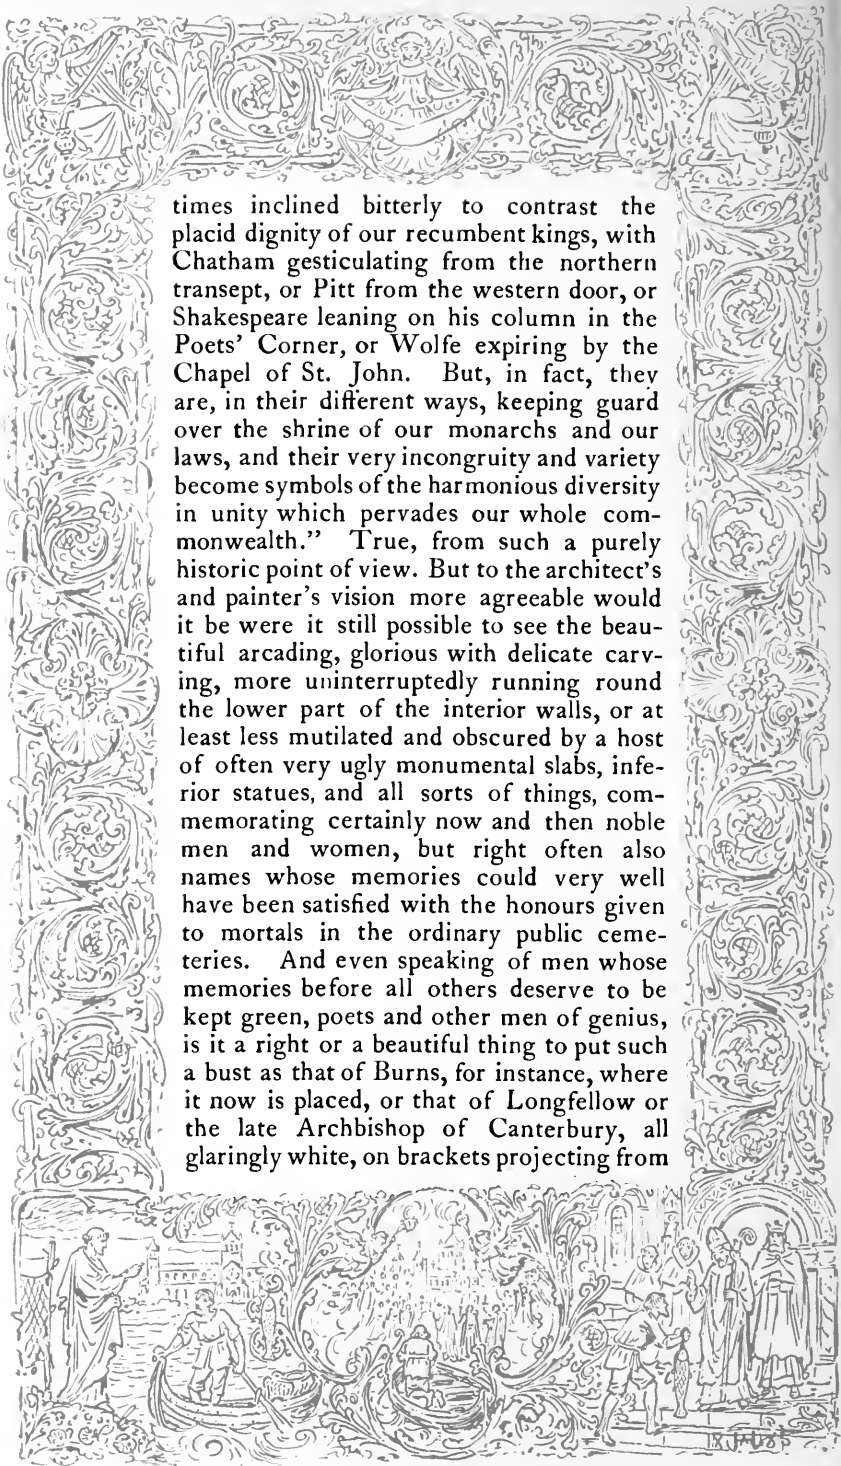 times inclined bitterly to contrast the
placid dignity of our recumbent kings, with
Chatham gesticulating from the northern
transept, or Pitt from the western door, or
Shakespeare leaning on his column in the
Poets’ Corner, or Wolfe expiring by the
Chapel of St. John. But, in fact, they
are, in their different ways, keeping guard
over the shrine of our monarchs and our
laws, and their very incongruity and variety
become symbols of the harmonious diversity
in unity which pervades our whole com-
monwealth.” True, from such a purely
historic point of view. But to the architect’s
and painter’s vision more agreeable would
it be were it still possible to see the beau-
tiful arcading, glorious with delicate carv-
ing, more uninterruptedly running round
the lower part of the interior walls, or at
least less mutilated and obscured by a host
of often very ugly monumental slabs, infe-
rior statues, and all sorts of things, com-
memorating certainly now and then noble
men and women, but right often also
names whose memories could very well
have been satisfied with the honours given
to mortals in the ordinary public ceme-
teries. And even speaking of men whose
memories before all others deserve to be
kept green, poets and other men of genius,
is it a right or a beautiful thing to put such
a bust as that of Burns, for instance, where
it now is placed, or that of Longfellow or
the late Archbishop of Canterbury, all
glaringly white, on brackets projecting from